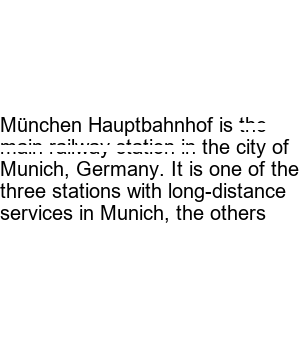 München Hauptbahnhof is the
main railway station in the city of
Munich, Germany. It is one of the
three stations with long-distance
services in Munich, the others